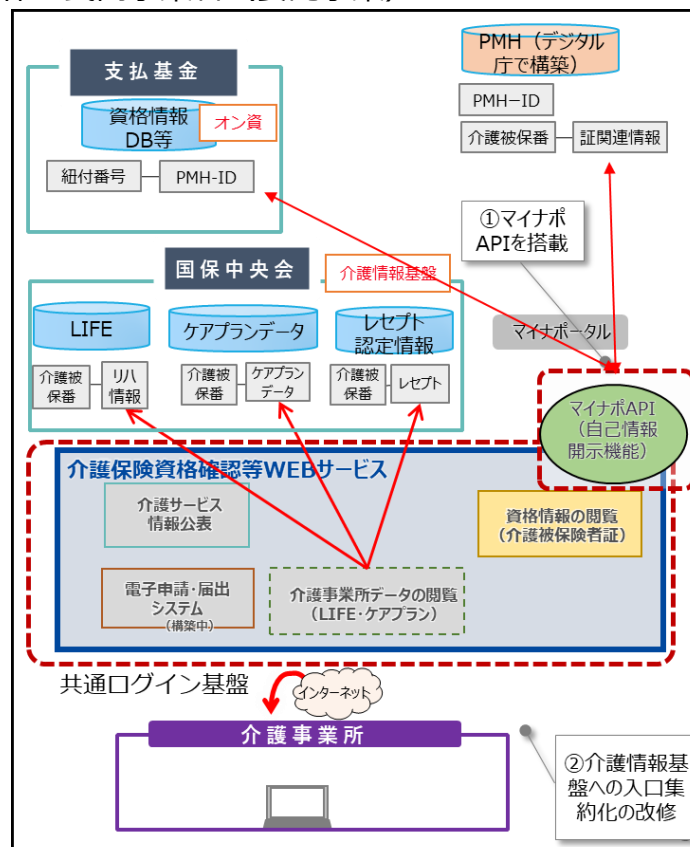 支払基金
資格情報
DB等
オン資
紐付番号
PMH-ID
PMH（デジタル
庁で構築）
PMH－ID
介護被保番
証関連情報
①マイナポ
APIを搭載
国保中央会
介護情報基盤
LIFE
ケアプランデータ
レセプト
認定情報
マイナポータル
介護被
保番
リハ
情報
介護被
保番
ケアプラン
データ
介護被
保番
レセプト
マイナポAPI
（自己情報
開示機能）
介護保険資格確認等WEBサービス
介護サービス
情報公表
資格情報の閲覧
（介護被保険者証）
電子申請・届出
システム
（構築中）
介護事業所データの閲覧
（LIFE・ケアプラン）
共通ログイン基盤
インターネット
介護事業所
②介護情報基
盤への入口集
約化の改修